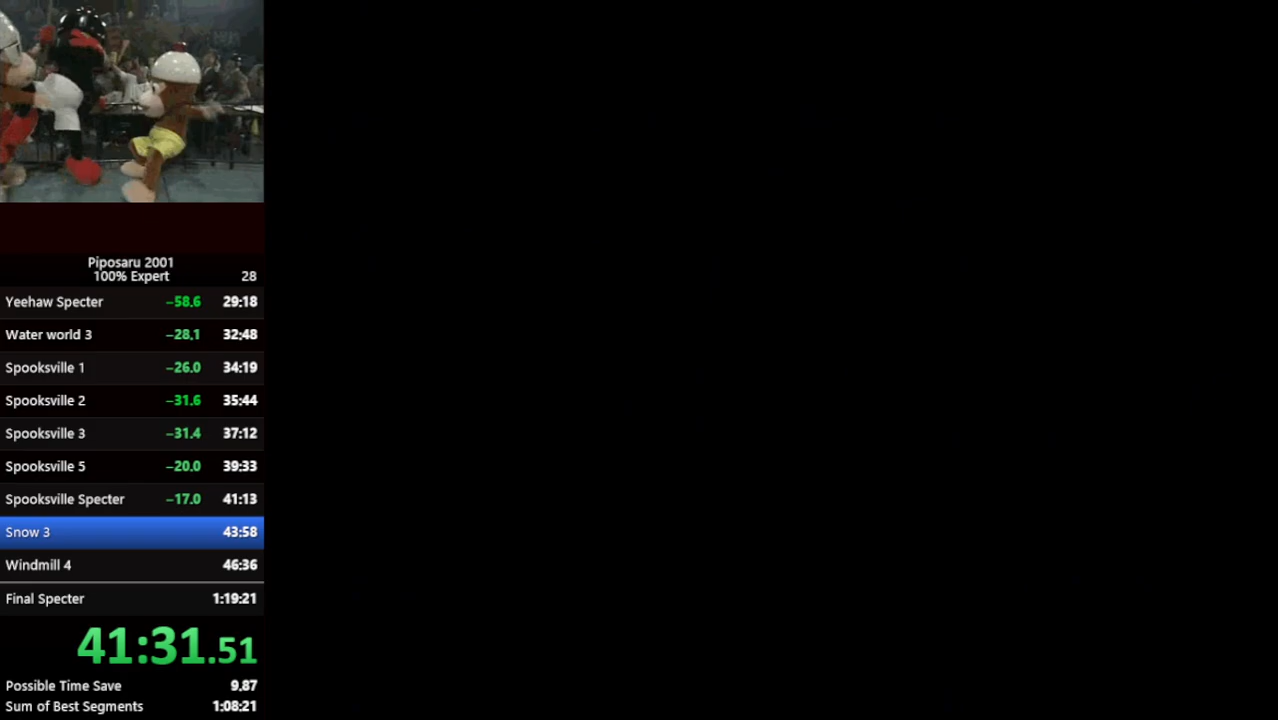 Piposaru 2001
100% Expert 28
Yeehaw Specter −58.6 29:18
Water world 3 −28.1 32:48
Spooksville 1 −26.0 34:19
Spooksville 2 −31.6 35:44
Spooksville 3 −31.4 37:12
Spooksville 5 −20.0 39:33
Spooksville Specter −17.0 41:13
Snow 3 43:58
Windmill 4 46:36
Final Specter 1:19:21
41:31.51
Possible Time Save 9.87
Sum of Best Segments 1:08:21